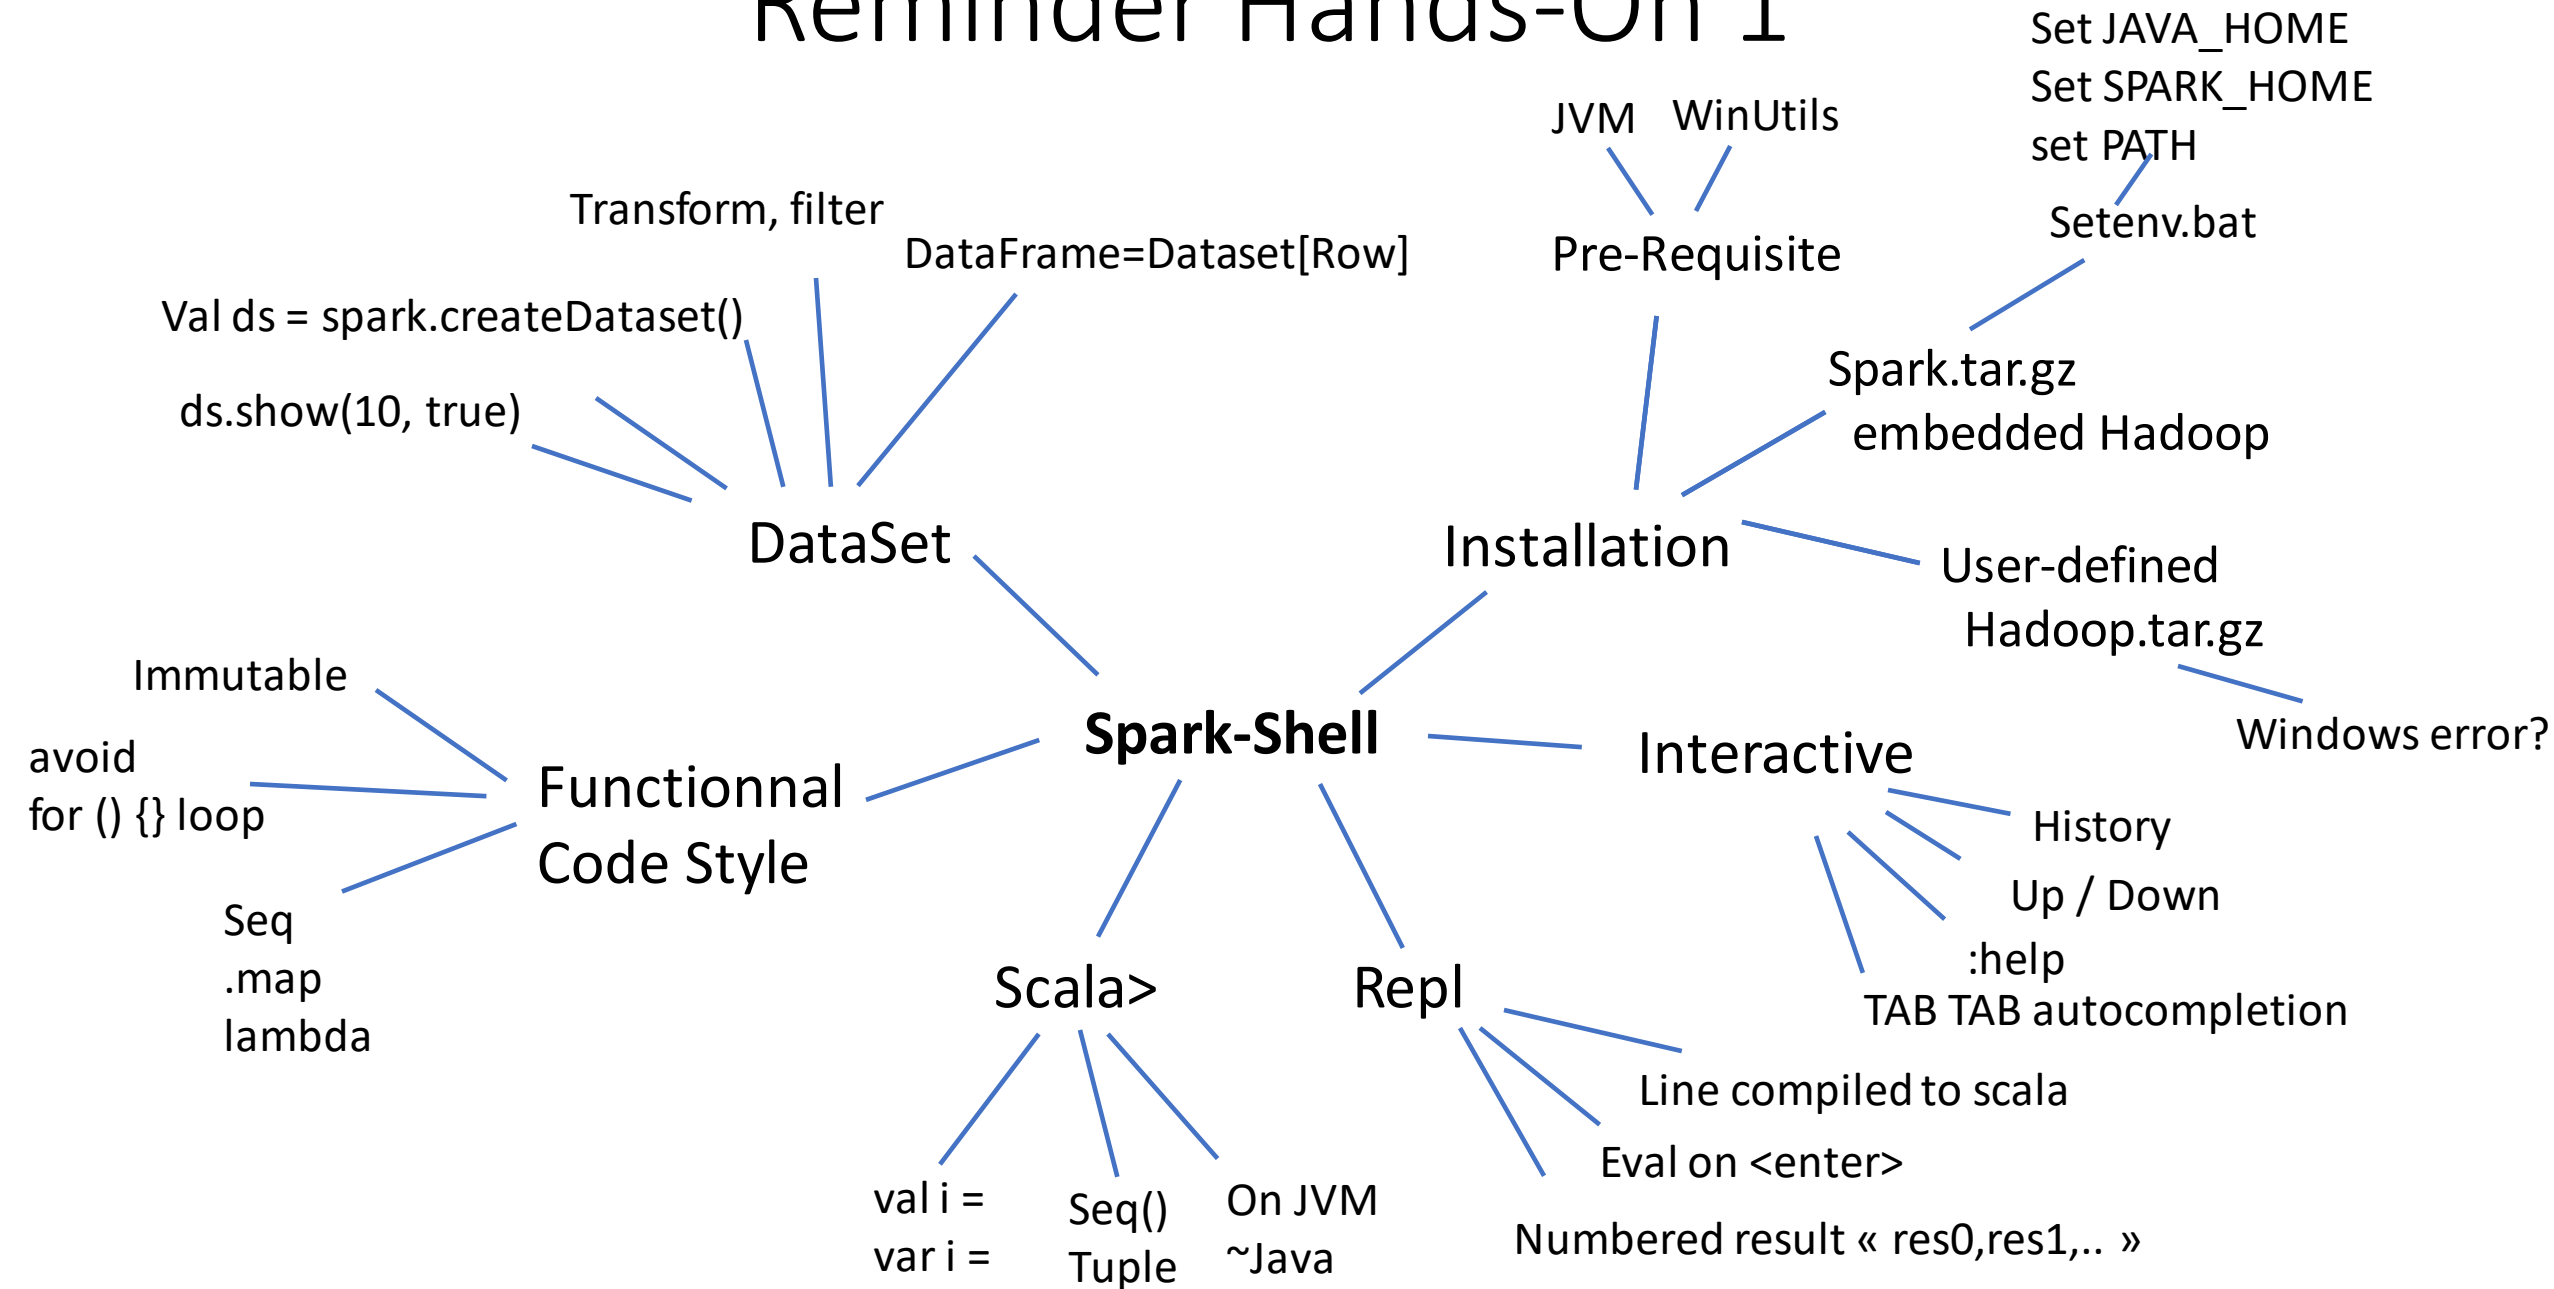 Reminder Hands-On 1
Set JAVA_HOME
Set SPARK_HOME
set PATH
JVM
WinUtils
Setenv.bat
Pre-Requisite
Transform, filter
DataFrame=Dataset[Row]
Val ds = spark.createDataset()
ds.show(10, true)
Spark.tar.gz
embedded Hadoop
DataSet
Installation
User-defined
Hadoop.tar.gz
Windows error?
Immutable
avoid
for () {} loop
Seq
.map
lambda
Functionnal
Code Style
Spark-Shell
Interactive
History
Up / Down
:help
TAB TAB autocompletion
Scala>
Repl
Line compiled to scala
Eval on <enter>
Numbered result « res0,res1,.. »
val i =
var i =
Seq()
Tuple
On JVM
~Java